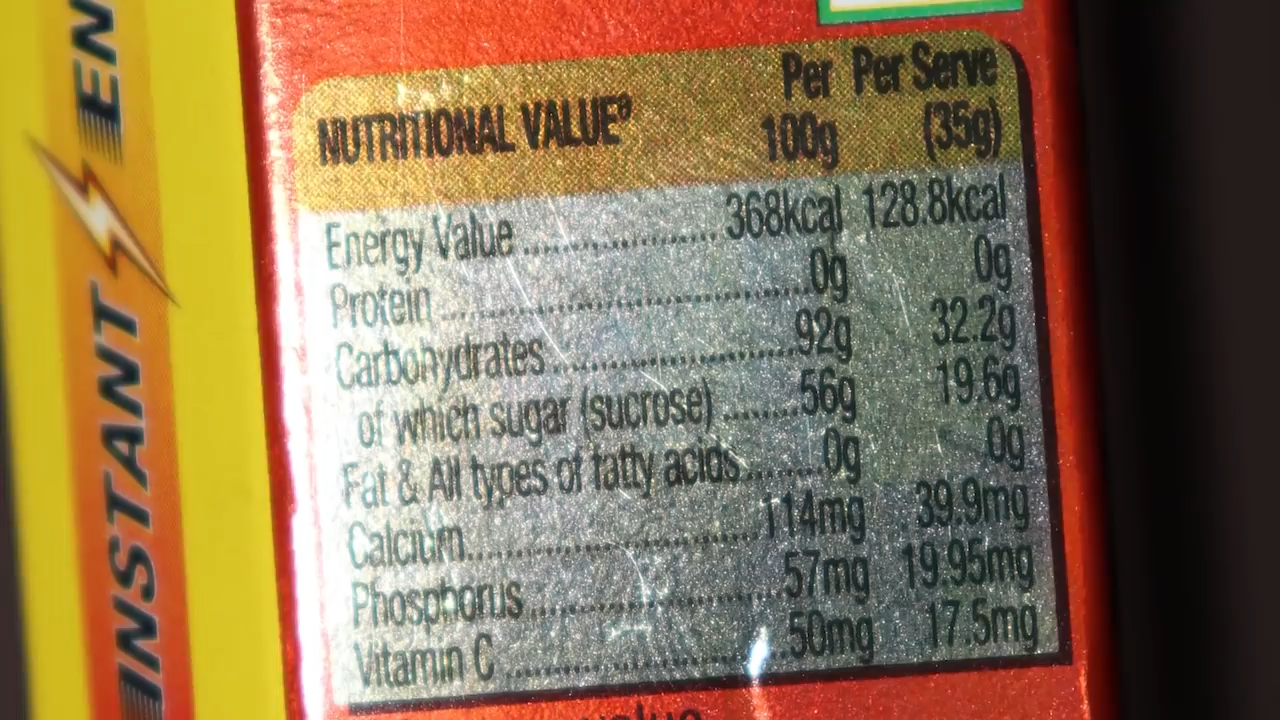 INSTANT EN
NUTRITIONAL VALUE@ Per 100g Per Serve (35g)
Energy Value ................... 368kcal 128.8kcal
Protein ................................... 0g 0g
Carbohydrates ....................... 92g 32.2g
of which sugar (sucrose) ........ 56g 19.6g
Fat & All types of fatty acids ........ 0g 0g
Calcium ............................. 114mg 39.9mg
Phosphorus ........................ 57mg 19.95mg
Vitamin C ......................... 50mg 17.5mg
value